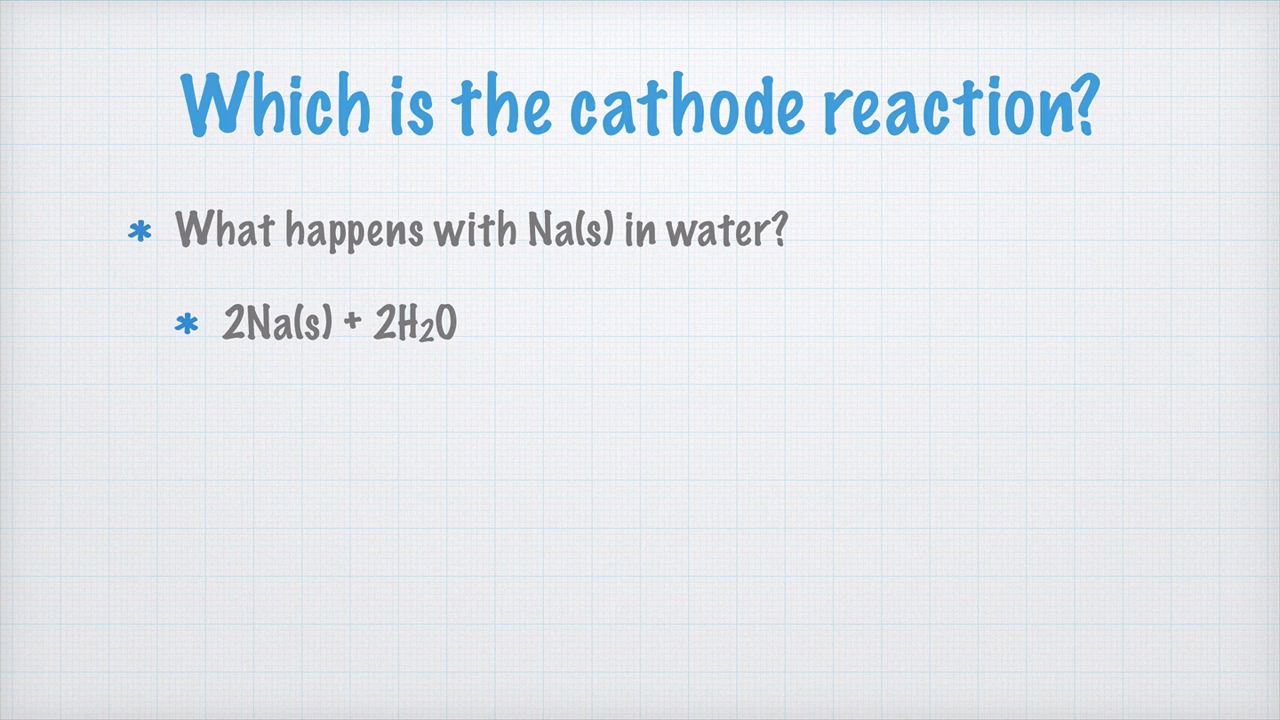 Which is the cathode reaction?
* What happens with Na(s) in water?
* 2Na(s) + 2H₂O